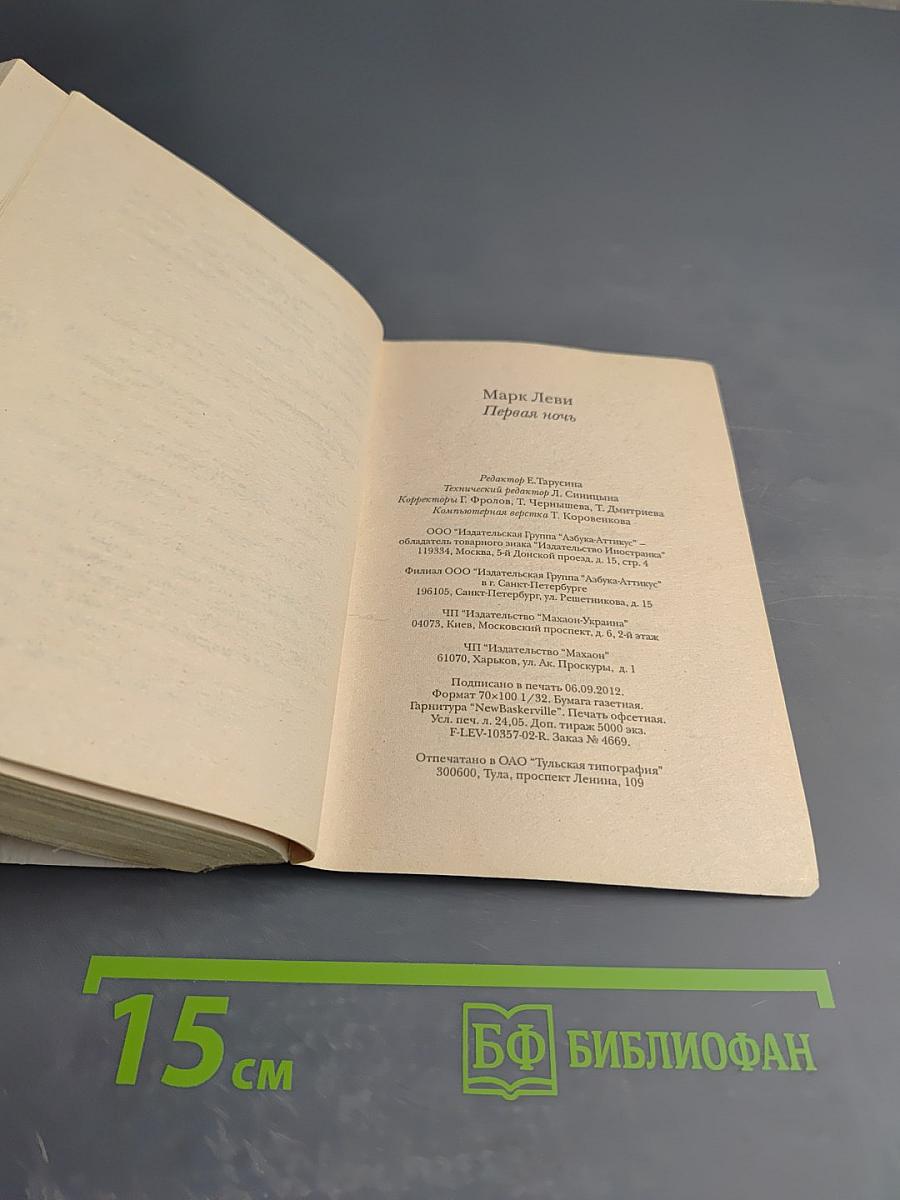 Марк Леви
Первая ночь
Редактор Е.Тарусина
Технический редактор Л. Синицына
Корректоры Г. Фролов, Т. Чернышева, Т. Дмитриева
Компьютерная верстка Т. Коровенкова
ООО "Издательская Группа "Азбука-Аттикус" –
обладатель товарного знака "Издательство Иностранка"
119334, Москва, 5-й Донской проезд, д. 15, стр. 4
Филиал ООО "Издательская Группа "Азбука-Аттикус"
в г. Санкт-Петербурге
196105, Санкт-Петербург, ул. Решетникова, д. 15
ЧП "Издательство "Махаон-Украина"
04073, Киев, Московский проспект, д. 6, 2-й этаж
ЧП "Издательство "Махаон"
61070, Харьков, ул. Ак. Проскуры, д. 1
Подписано в печать 06.09.2012.
Формат 70×100 1/32. Бумага газетная.
Гарнитура "NewBaskerville". Печать офсетная.
Усл. печ. л. 24,05. Доп. тираж 5000 экз.
F-LEV-10357-02-R. Заказ № 4669.
Отпечатано в ОАО "Тульская типография"
300600, Тула, проспект Ленина, 109
15 см
БФ БИБЛИОФАН